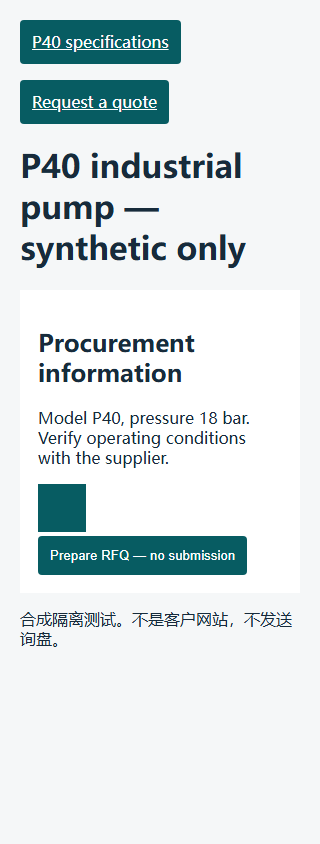 P40 specifications
Request a quote
P40 industrial
pump —
synthetic only
Procurement
information
Model P40, pressure 18 bar.
Verify operating conditions
with the supplier.
Prepare RFQ — no submission
合成隔离测试。不是客户网站，不发送
询盘。